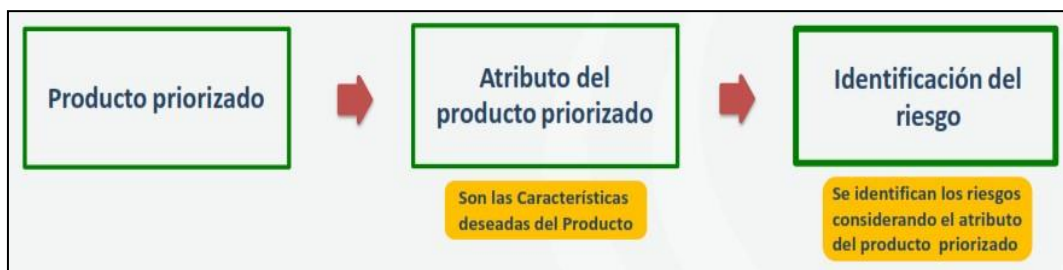 Producto priorizado
Atributo del
producto priorizado
Identificación del
riesgo
Son las Características
deseadas del Producto
Se identifican los riesgos
considerando el atributo
del producto priorizado